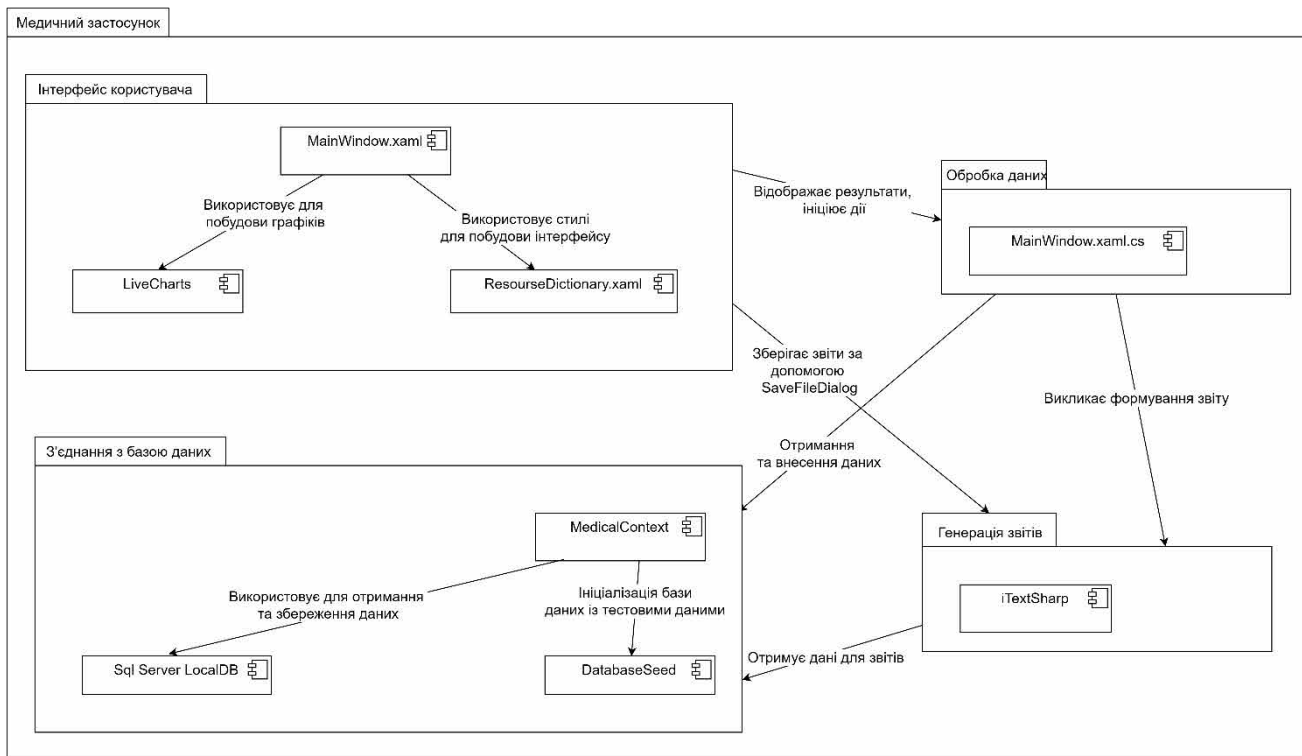 Медичний застосунок
Інтерфейс користувача
MainWindow.xaml
Використовує для
побудови графіків
Використовує стилі
для побудови інтерфейсу
LiveCharts
ResourseDictionary.xaml
Відображає результати,
ініціює дії
Обробка даних
MainWindow.xaml.cs
Зберігає звіти за
допомогою
SaveFileDialog
Викликає формування звіту
Отримання
та внесення даних
З'єднання з базою даних
MedicalContext
Використовує для отримання
та збереження даних
Ініціалізація бази
даних із тестовими даними
Sql Server LocalDB
DatabaseSeed
Генерація звітів
iTextSharp
Отримує дані для звітів